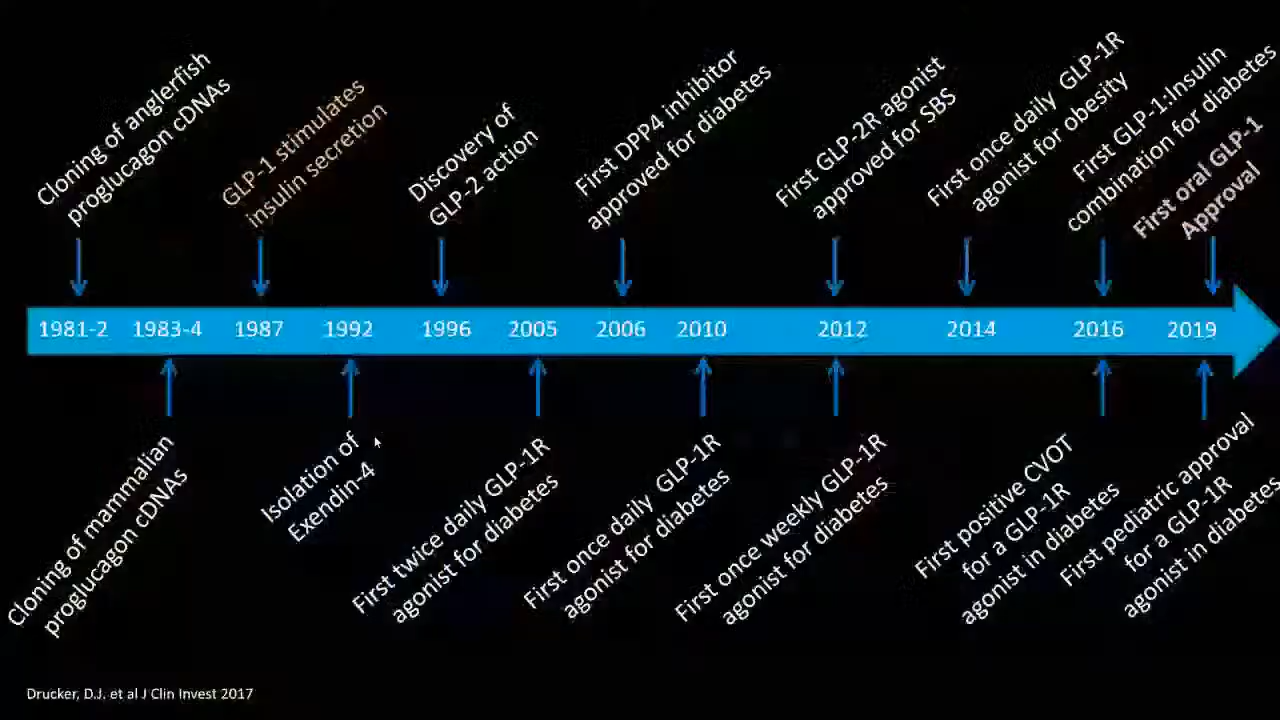 Cloning of anglerfish
proglucagon cDNAs
GLP-1 stimulates
insulin secretion
Discovery of
GLP-2 action
First DPP4 inhibitor
approved for diabetes
First GLP-2R agonist
approved for SBS
First once daily GLP-1R
agonist for obesity
First GLP-1:Insulin
combination for diabetes
First oral GLP-1
Approval
1981-2 1983-4 1987 1992 1996 2005 2006 2010 2012 2014 2016 2019
Cloning of mammalian
proglucagon cDNAs
Isolation of
Exendin-4
First twice daily GLP-1R
agonist for diabetes
First once daily GLP-1R
agonist for diabetes
First once weekly GLP-1R
agonist for diabetes
First positive CVOT
for a GLP-1R
agonist in diabetes
First pediatric approval
for a GLP-1R
agonist in diabetes
Drucker, D.J. et al J Clin Invest 2017